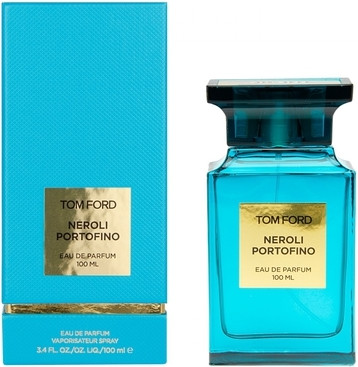 TOM FORD
NEROLI
PORTOFINO
EAU DE PARFUM
100 ML
EAU DE PARFUM
VAPORISATEUR SPRAY
3.4 FL.OZ./OZ. LIQ./100 ml ℮
TOM FORD
NEROLI
PORTOFINO
EAU DE PARFUM
100 ML